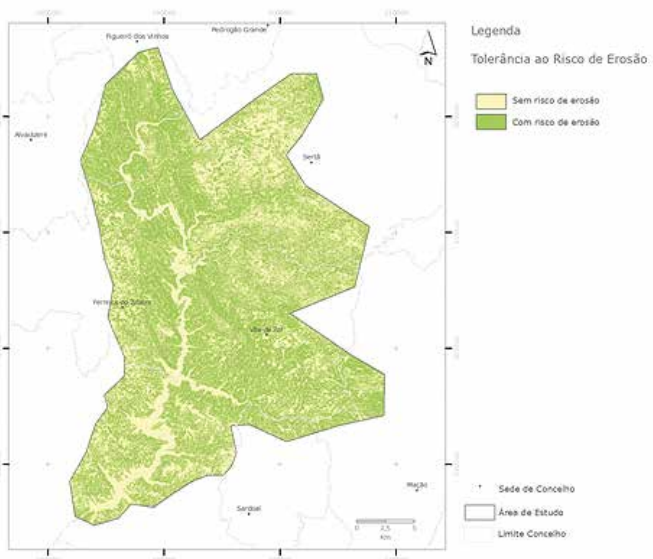 Legenda
Tolerância ao Risco de Erosão
Sem risco de erosão
Com risco de erosão
Figueiró dos Vinhos
Pedrógão Grande
N
Alvaiázere
Sertã
Ferreira do Zêzere
Vila de Rei
Mação
Sardoal
0 2,5 5
Km
Sede de Concelho
Área de Estudo
Limite Concelho